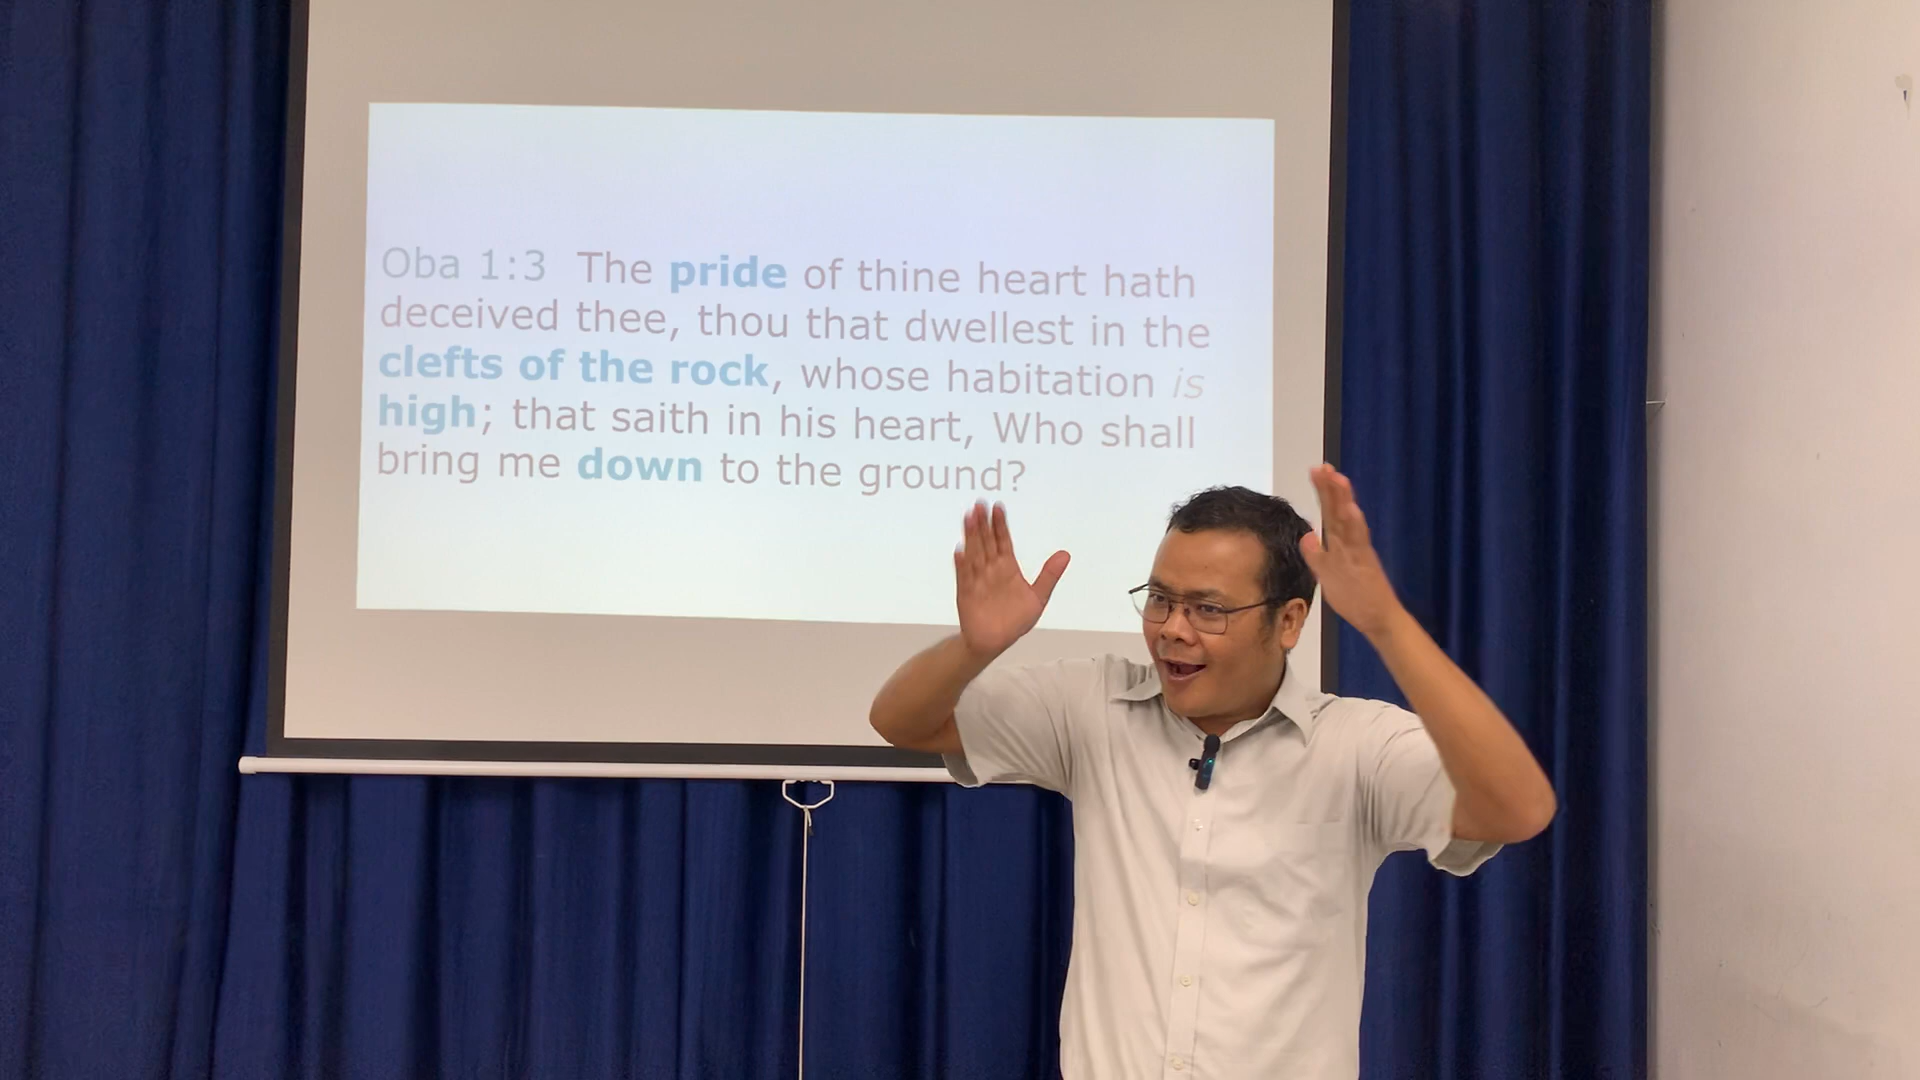 Oba 1:3 The pride of thine heart hath
deceived thee, thou that dwellest in the
clefts of the rock, whose habitation is
high; that saith in his heart, Who shall
bring me down to the ground?